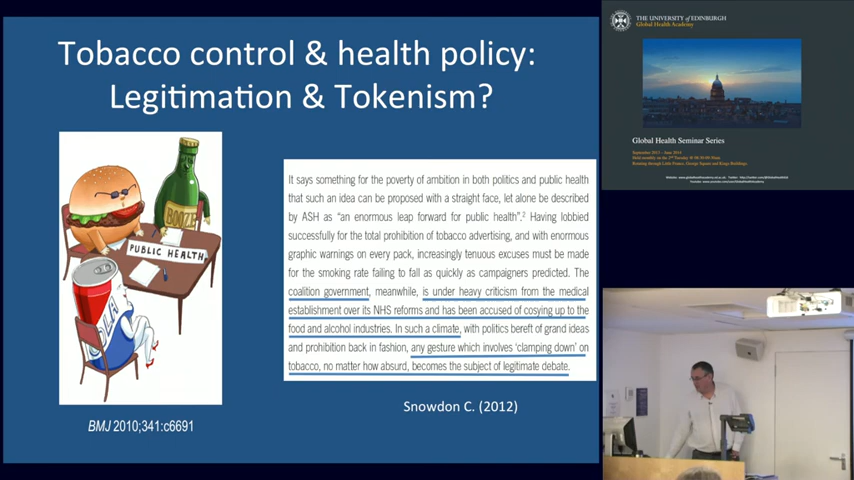 Tobacco control & health policy:
Legitimation & Tokenism?
BOOZE
PUBLIC HEALTH
It says something for the poverty of ambition in both politics and public health
that such an idea can be proposed with a straight face, let alone be described
by ASH as “an enormous leap forward for public health”.² Having lobbied
successfully for the total prohibition of tobacco advertising, and with enormous
graphic warnings on every pack, increasingly tenuous excuses must be made
for the smoking rate failing to fall as quickly as campaigners predicted. The
coalition government, meanwhile, is under heavy criticism from the medical
establishment over its NHS reforms and has been accused of cosying up to the
food and alcohol industries. In such a climate, with politics bereft of grand ideas
and prohibition back in fashion, any gesture which involves ‘clamping down’ on
tobacco, no matter how absurd, becomes the subject of legitimate debate.
BMJ 2010;341:c6691
Snowdon C. (2012)
THE UNIVERSITY of EDINBURGH
Global Health Academy
Global Health Seminar Series